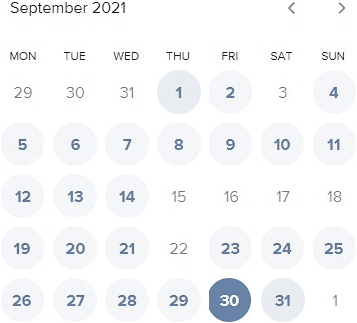 September 2021
MON TUE WED THU FRI SAT SUN
29 30 31 1 2 3 4
5 6 7 8 9 10 11
12 13 14 15 16 17 18
19 20 21 22 23 24 25
26 27 28 29 30 31 1